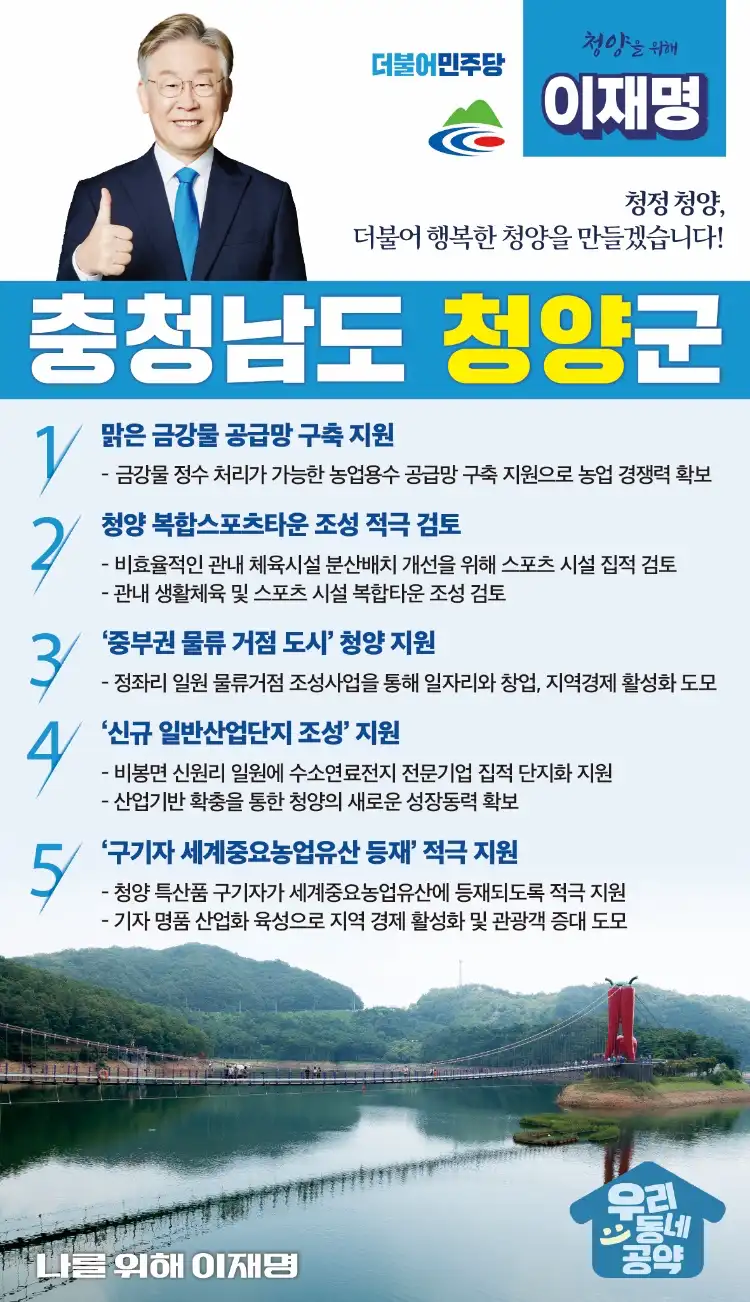 더불어민주당
청양을 위해
이재명
청정 청양,
더불어 행복한 청양을 만들겠습니다!
충청남도 청양군
1 맑은 금강물 공급망 구축 지원
- 금강물 정수 처리가 가능한 농업용수 공급망 구축 지원으로 농업 경쟁력 확보
2 청양 복합스포츠타운 조성 적극 검토
- 비효율적인 관내 체육시설 분산배치 개선을 위해 스포츠 시설 집적 검토
- 관내 생활체육 및 스포츠 시설 복합타운 조성 검토
3 ‘중부권 물류 거점 도시’ 청양 지원
- 정좌리 일원 물류거점 조성사업을 통해 일자리와 창업, 지역경제 활성화 도모
4 ‘신규 일반산업단지 조성’ 지원
- 비봉면 신원리 일원에 수소연료전지 전문기업 집적 단지화 지원
- 산업기반 확충을 통한 청양의 새로운 성장동력 확보
5 ‘구기자 세계중요농업유산 등재’ 적극 지원
- 청양 특산품 구기자가 세계중요농업유산에 등재되도록 적극 지원
- 기자 명품 산업화 육성으로 지역 경제 활성화 및 관광객 증대 도모
우리
동네
공약
나를 위해 이재명